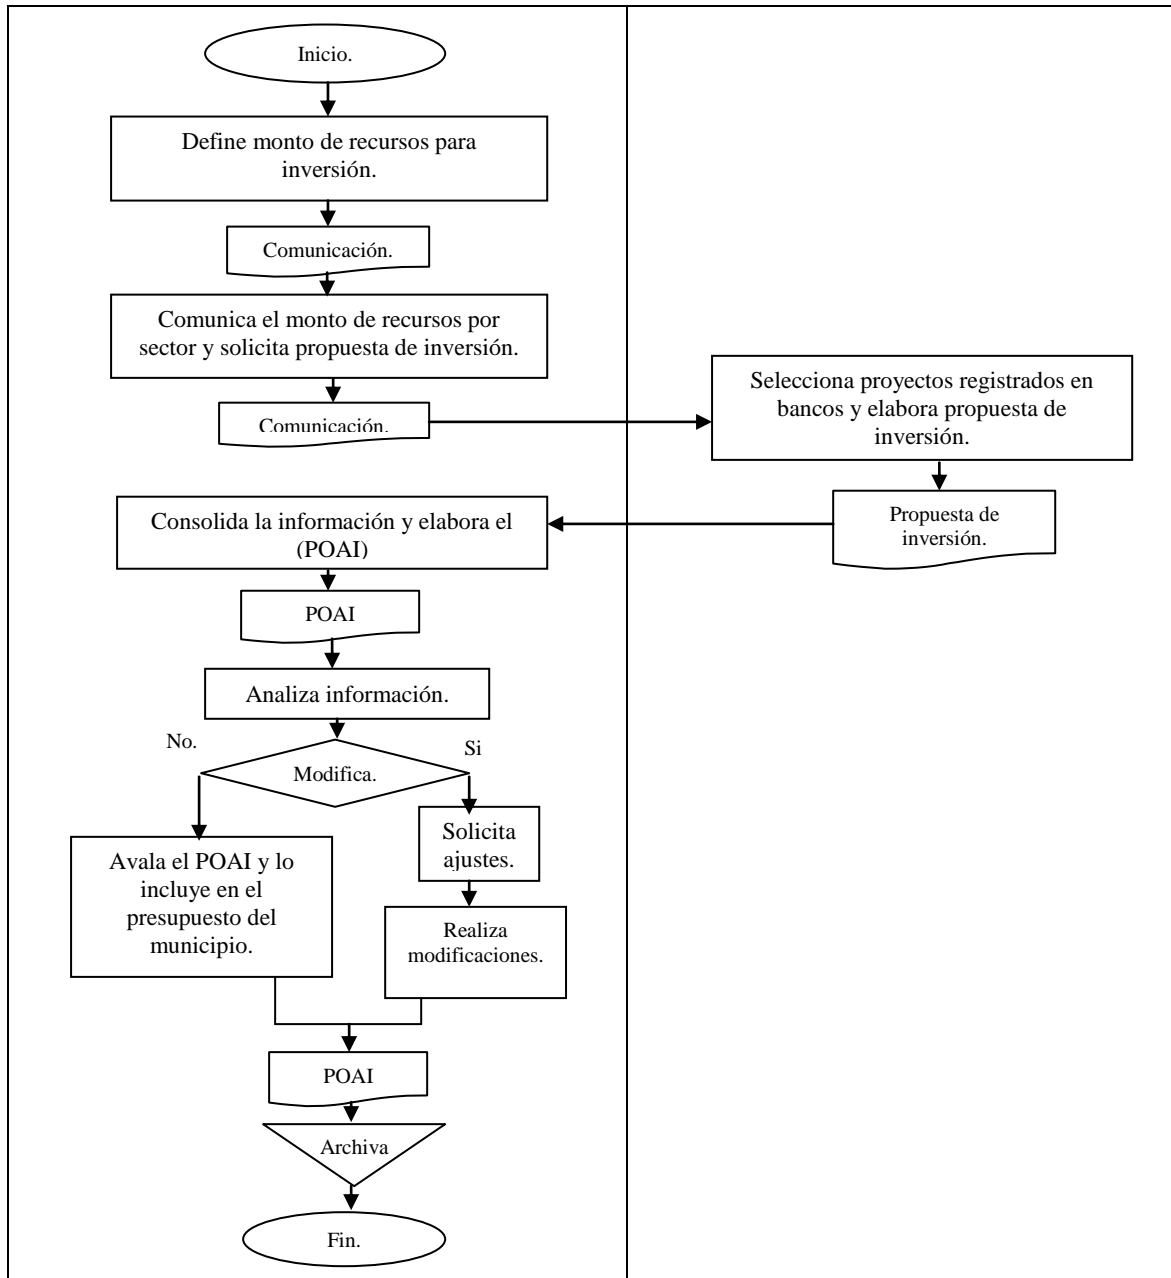 Inicio.
Define monto de recursos para
inversión.
Comunicación.
Comunica el monto de recursos por
sector y solicita propuesta de inversión.
Comunicación.
Selecciona proyectos registrados en
bancos y elabora propuesta de
inversión.
Propuesta de
inversión.
Consolida la información y elabora el
(POAI)
POAI
Analiza información.
No.
Si
Modifica.
Solicita
ajustes.
Avala el POAI y lo
incluye en el
presupuesto del
municipio.
Realiza
modificaciones.
POAI
Archiva
Fin.